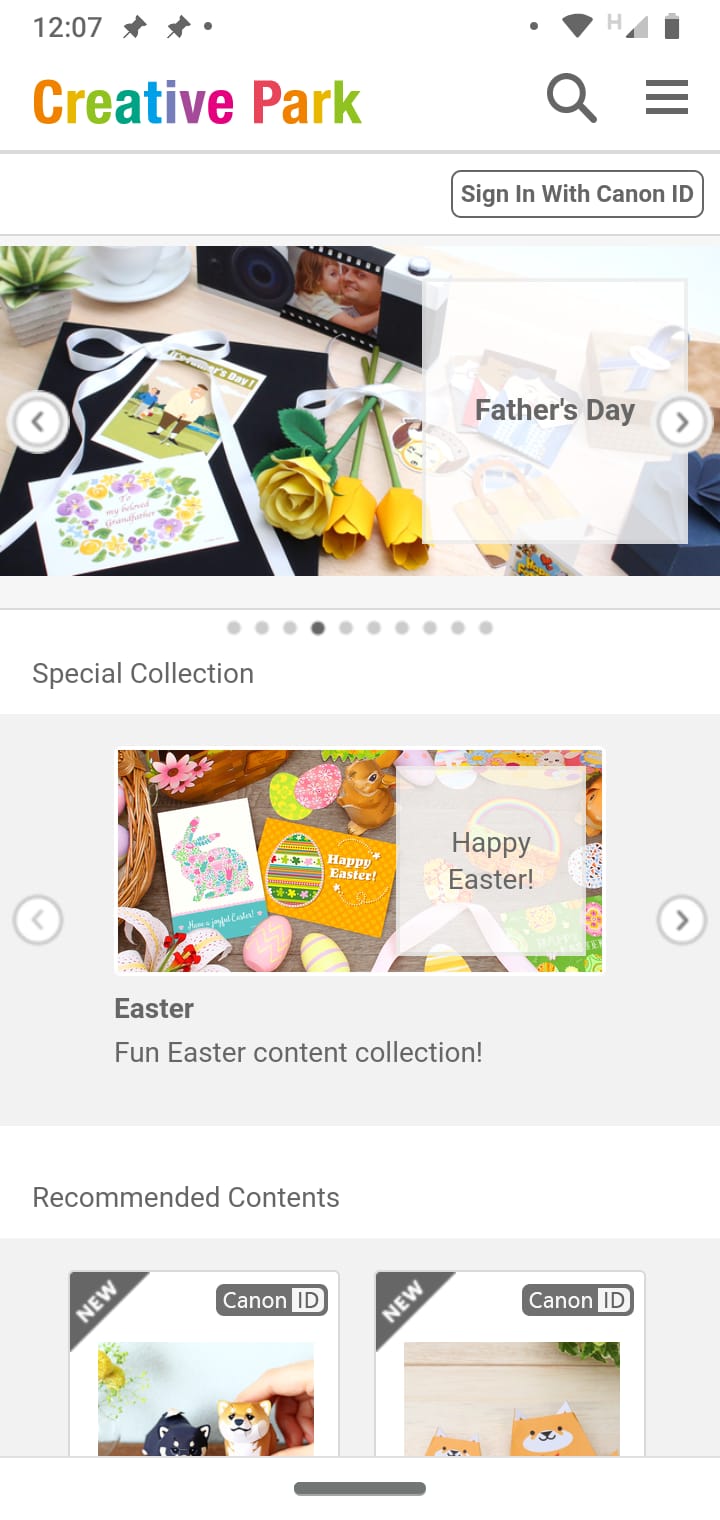 12:07
H
Creative Park
Sign In With Canon ID
It's Father's Day !
To
my beloved
Grandfather
Father's Day
Special Collection
Happy
Easter!
Have a joyful Easter!
Happy
Easter!
Easter
Fun Easter content collection!
Recommended Contents
NEW
Canon ID
NEW
Canon ID